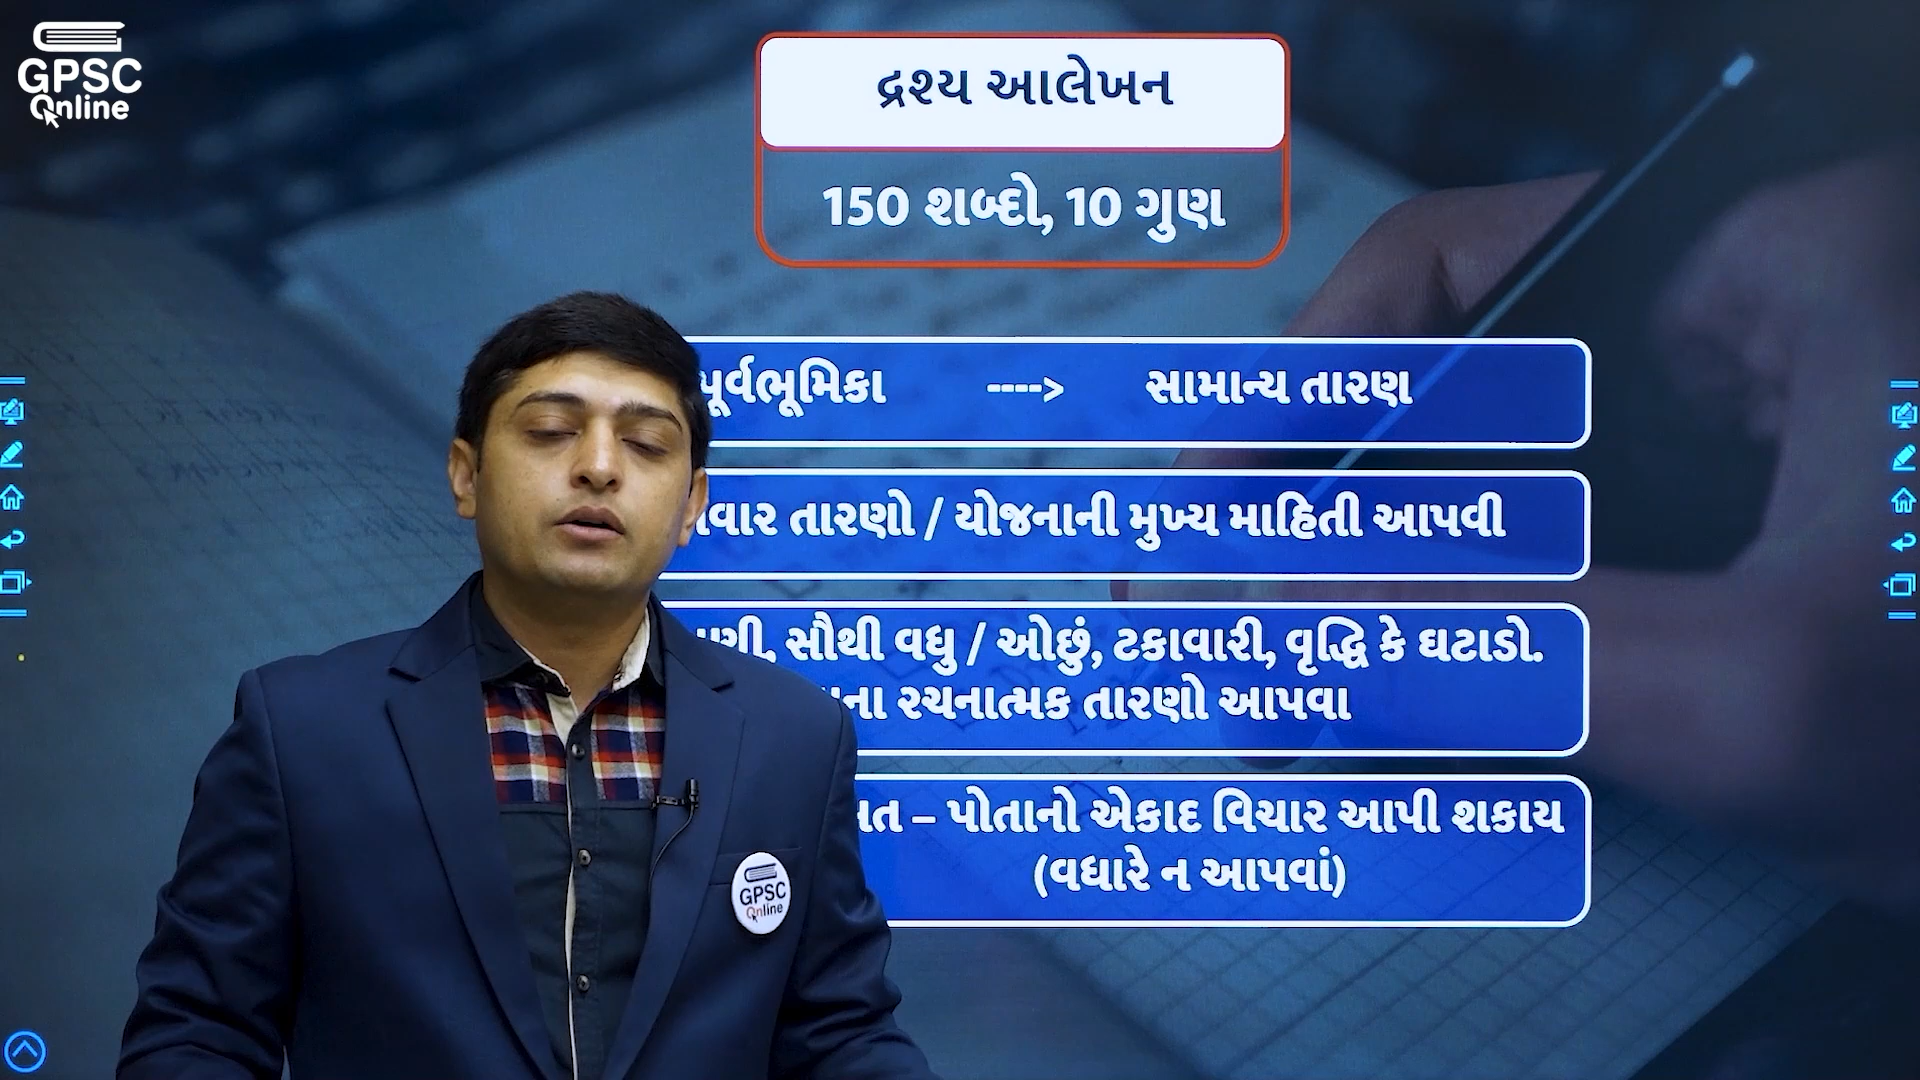 GPSC
Online
દ્રશ્ય આલેખન
150 શબ્દો, 10 ગુણ
પૂર્વભૂમિકા ----> સામાન્ય તારણ
તારણો / યોજનાની મુખ્ય માહિતી આપવી
સૌથી વધુ / ઓછું, ટકાવારી, વૃદ્ધિ કે ઘટાડો.
રચનાત્મક તારણો આપવા
– પોતાનો એકાદ વિચાર આપી શકાય
(વધારે ન આપવાં)
GPSC
Online